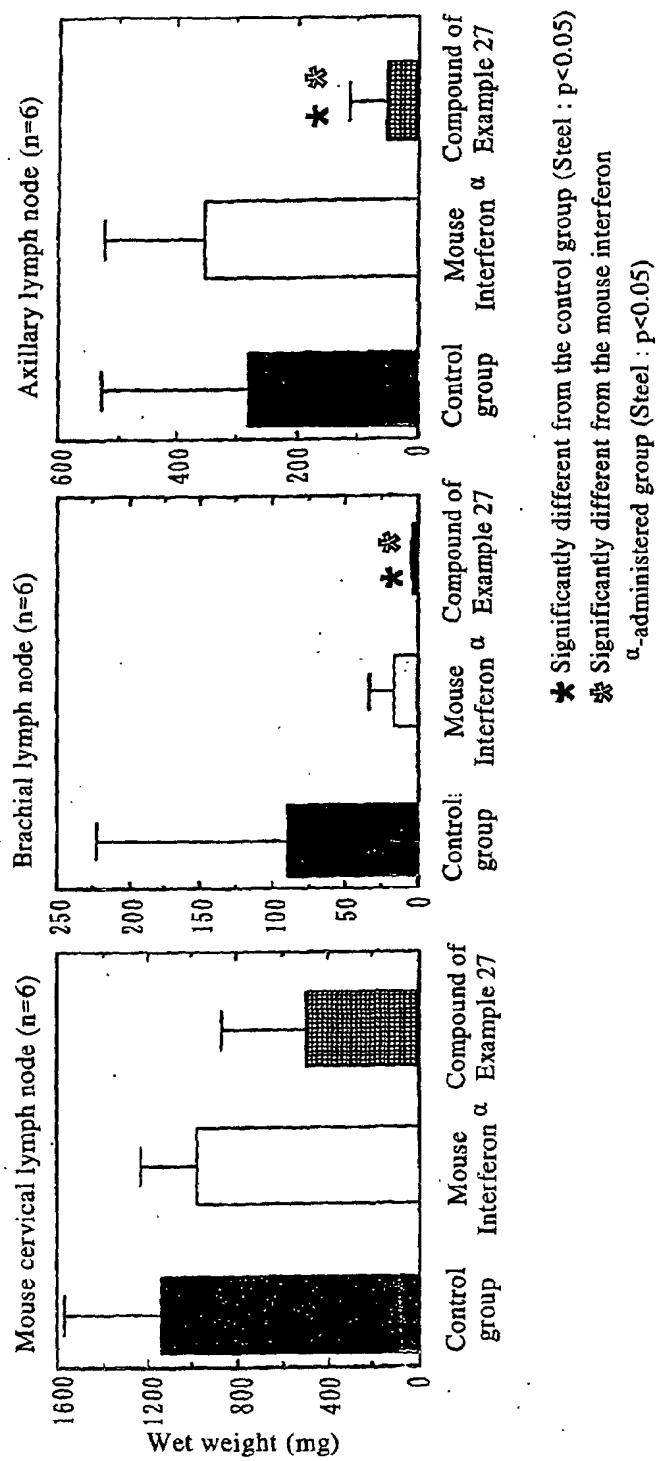 Mouse cervical lymph node (n=6)
Wet weight (mg)
1600
1200
800
400
0
Control
group
Mouse
Interferon α
Compound of
Example 27
Brachial lymph node (n=6)
250
200
150
100
50
0
Control:
group
Mouse
Interferon α
Compound of
Example 27
Axillary lymph node (n=6)
600
400
200
0
Control
group
Mouse
Interferon α
Compound of
Example 27
★ Significantly different from the control group (Steel : p<0.05)
※ Significantly different from the mouse interferon
α-administered group (Steel : p<0.05)